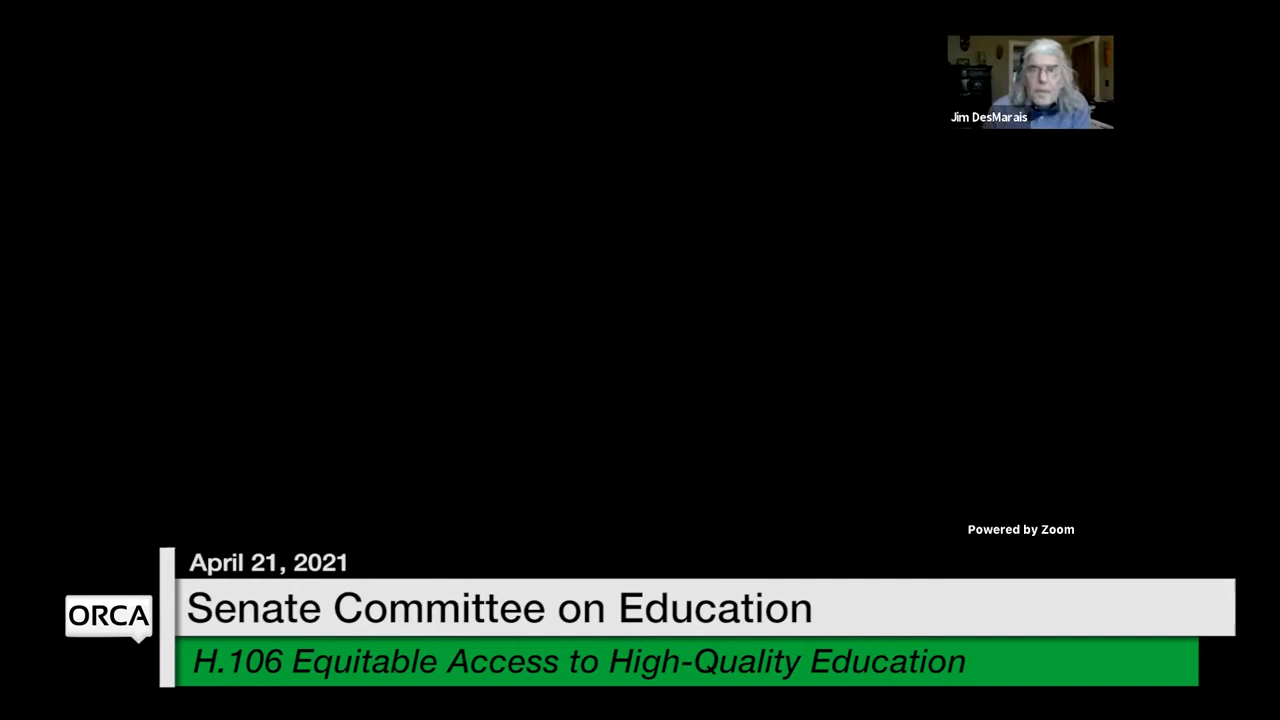 Jim DesMarais
Powered by Zoom
April 21, 2021
ORCA
Senate Committee on Education
H.106 Equitable Access to High-Quality Education